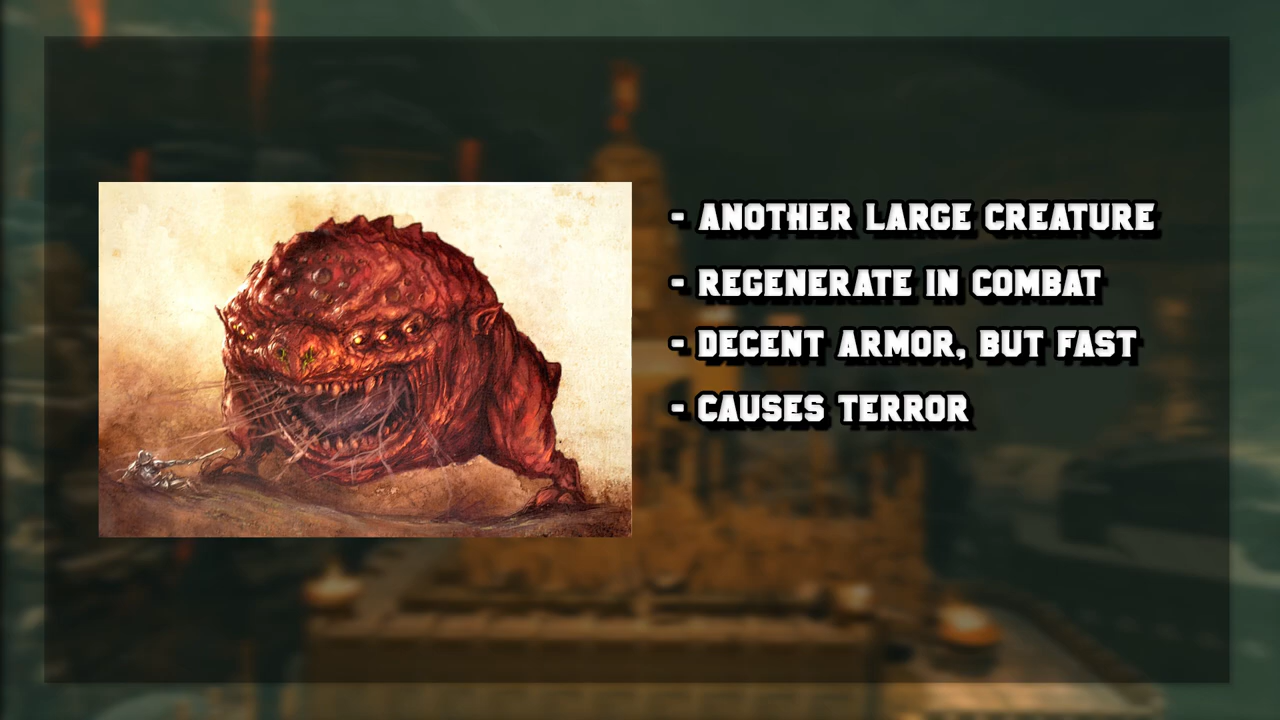 - ANOTHER LARGE CREATURE
- REGENERATE IN COMBAT
- DECENT ARMOR, BUT FAST
- CAUSES TERROR